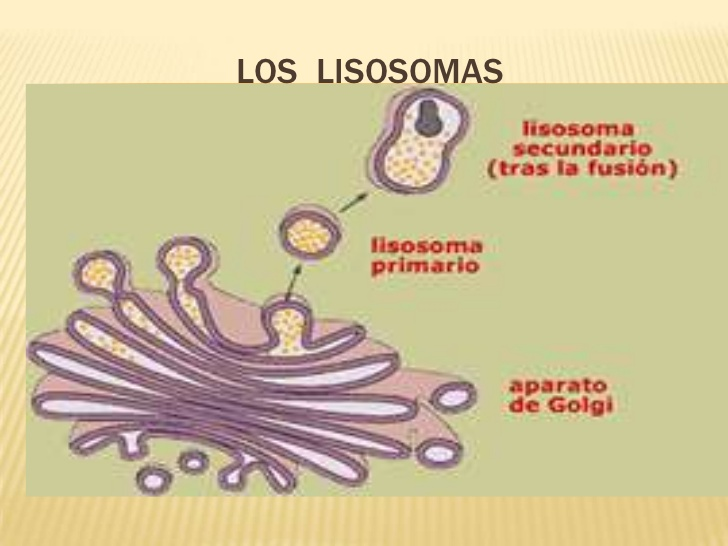 LOS LISOSOMAS
lisosoma
secundario
(tras la fusión)
lisosoma
primario
aparato
de Golgi